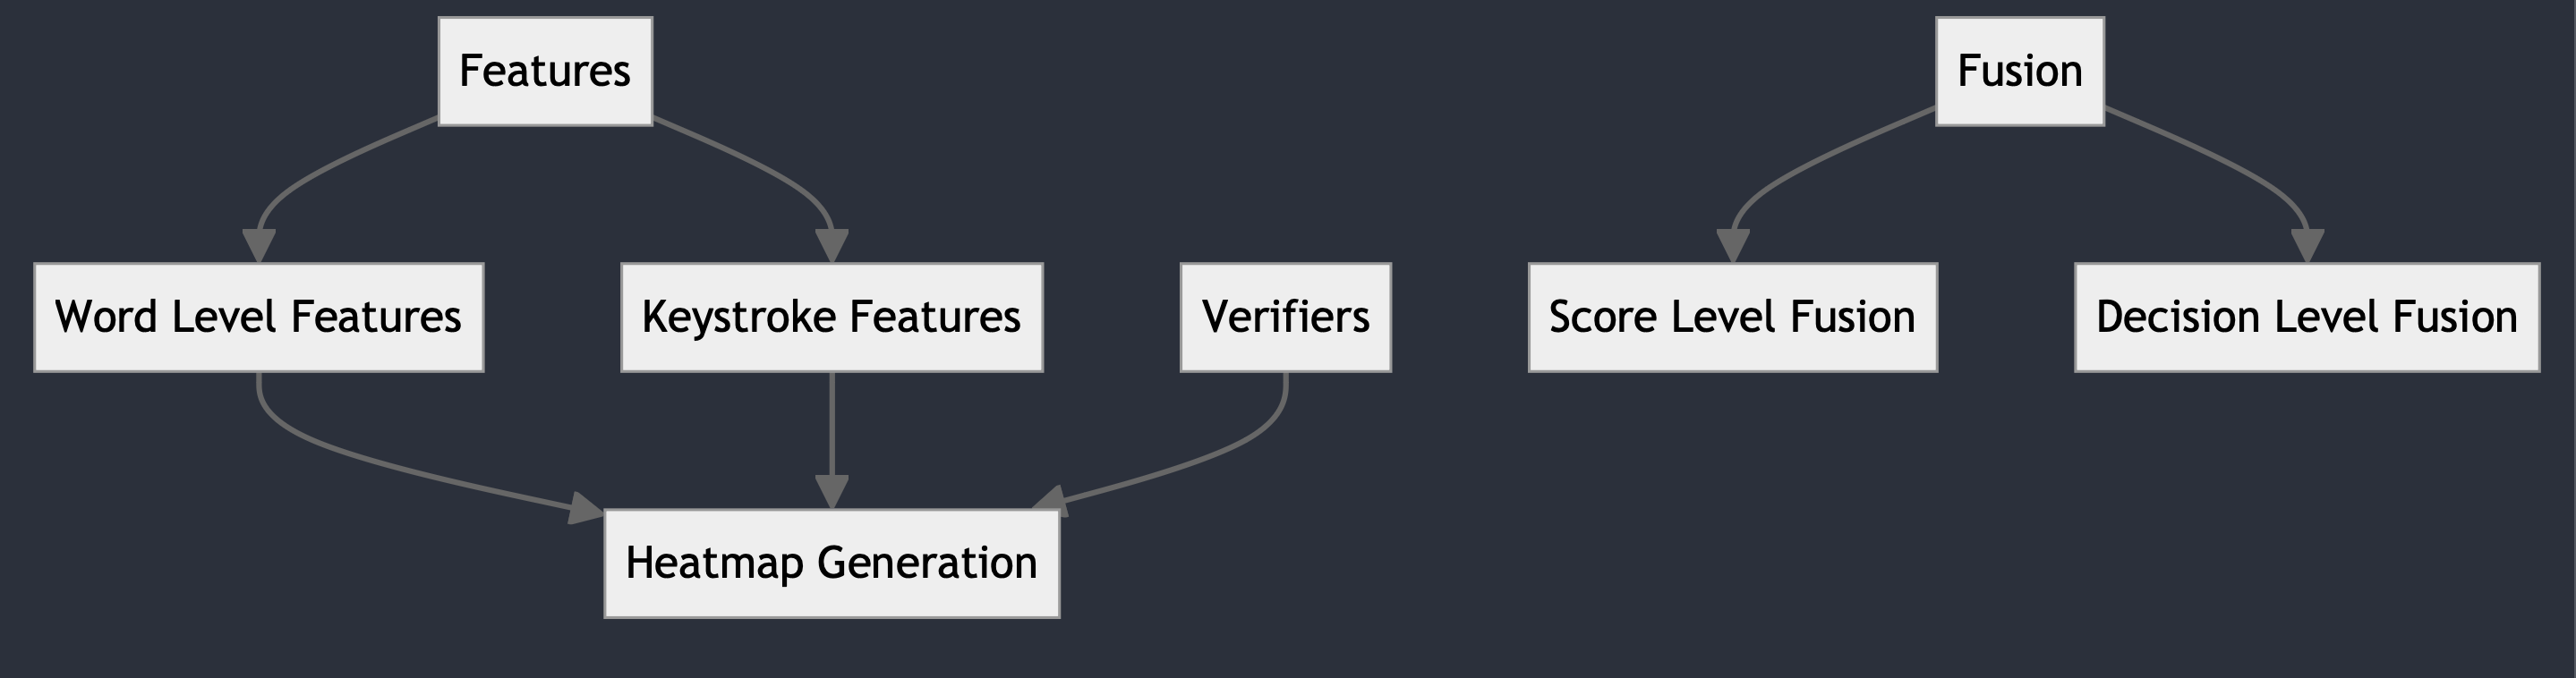 Features
Fusion
Word Level Features
Keystroke Features
Verifiers
Score Level Fusion
Decision Level Fusion
Heatmap Generation